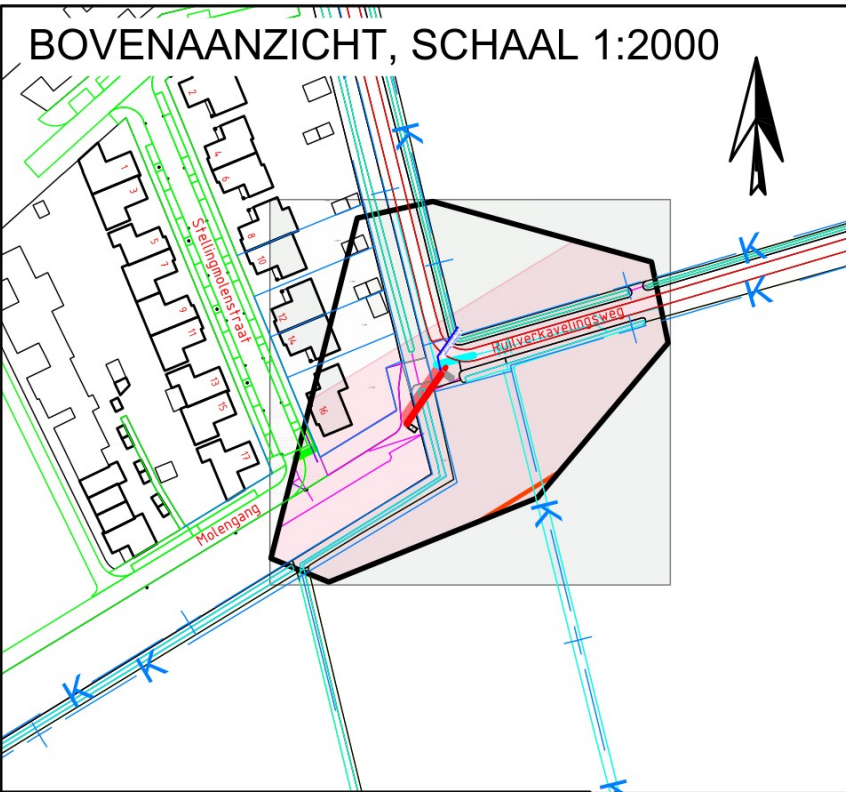 BOVENAANZICHT, SCHAAL 1:2000
K
2
4
6
1
3
8
10
5
7
Stellingmolenstraat
K
K
12
14
9
11
Ruilverkavelingsweg
13
15
16
17
Molengang
K
K
K
K